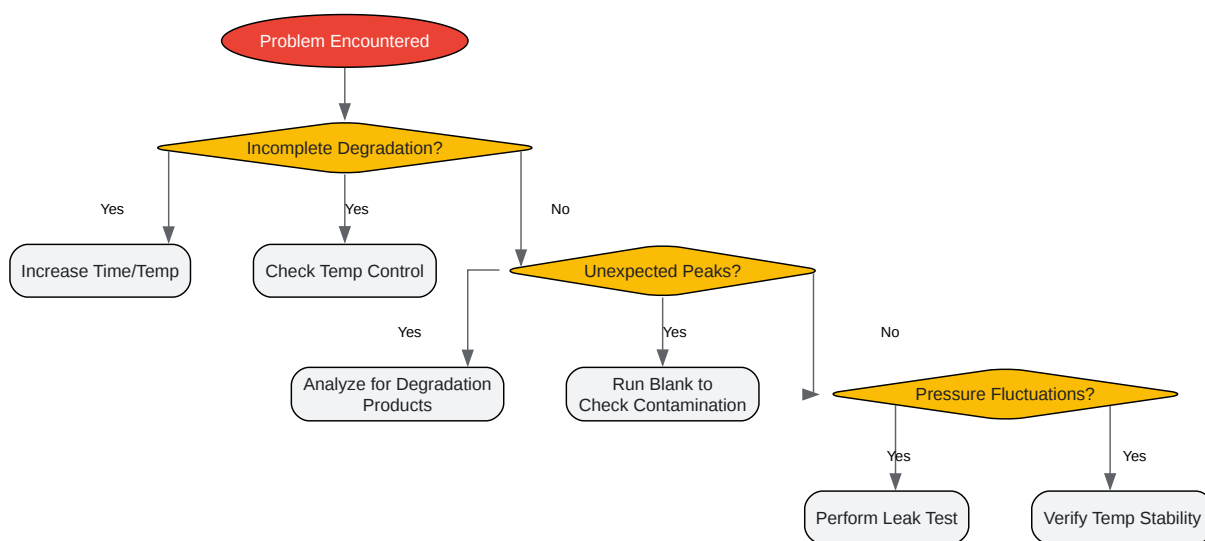 Problem Encountered
Incomplete Degradation?
Yes
Yes
No
Increase Time/Temp
Check Temp Control
Unexpected Peaks?
Yes
Yes
No
Analyze for Degradation
Products
Run Blank to
Check Contamination
Pressure Fluctuations?
Yes
Yes
Perform Leak Test
Verify Temp Stability